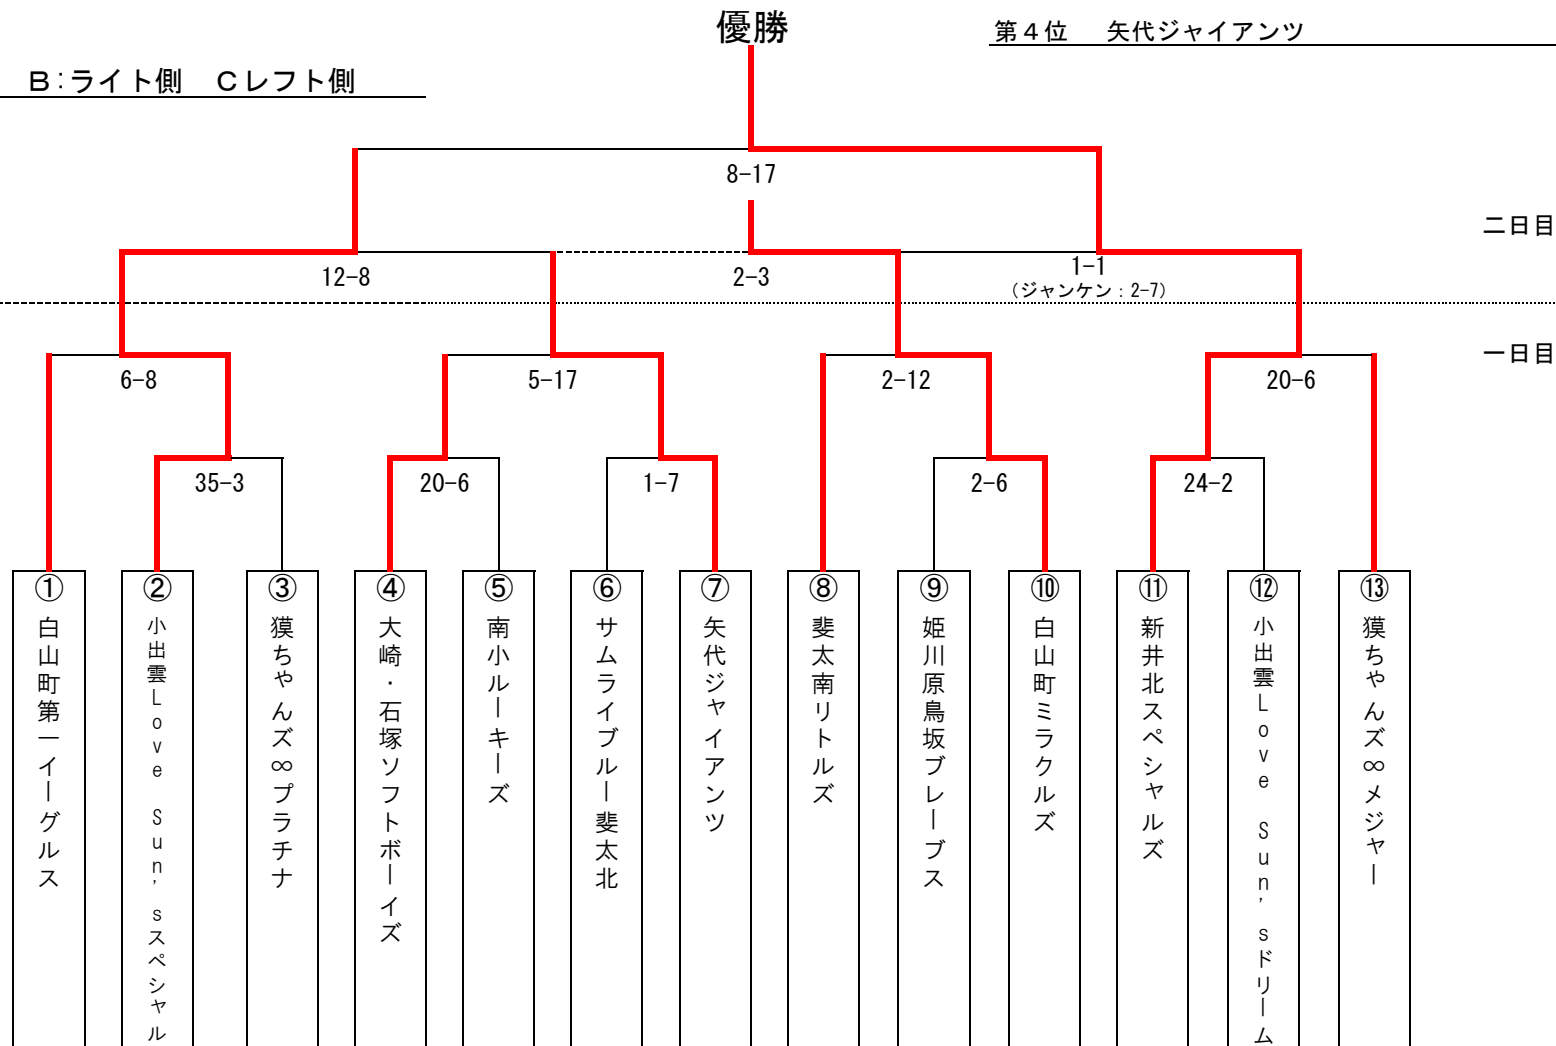 優勝
第４位　矢代ジャイアンツ
Ｂ：ライト側　Ｃレフト側
8-17
二日目
12-8
2-3
1-1
（ジャンケン：2-7）
一日目
6-8
5-17
2-12
20-6
35-3
20-6
1-7
2-6
24-2
①白山町第一イーグルス
②小出雲Love Sun's スペシャル
③獏ちゃんズ∞プラチナ
④大崎・石塚ソフトボーイズ
⑤南小ルーキーズ
⑥サムライブルー斐太北
⑦矢代ジャイアンツ
⑧斐太南リトルズ
⑨姫川原鳥坂ブレーブス
⑩白山町ミラクルズ
⑪新井北スペシャルズ
⑫小出雲Love Sun's ドリーム
⑬獏ちゃんズ∞メジャー